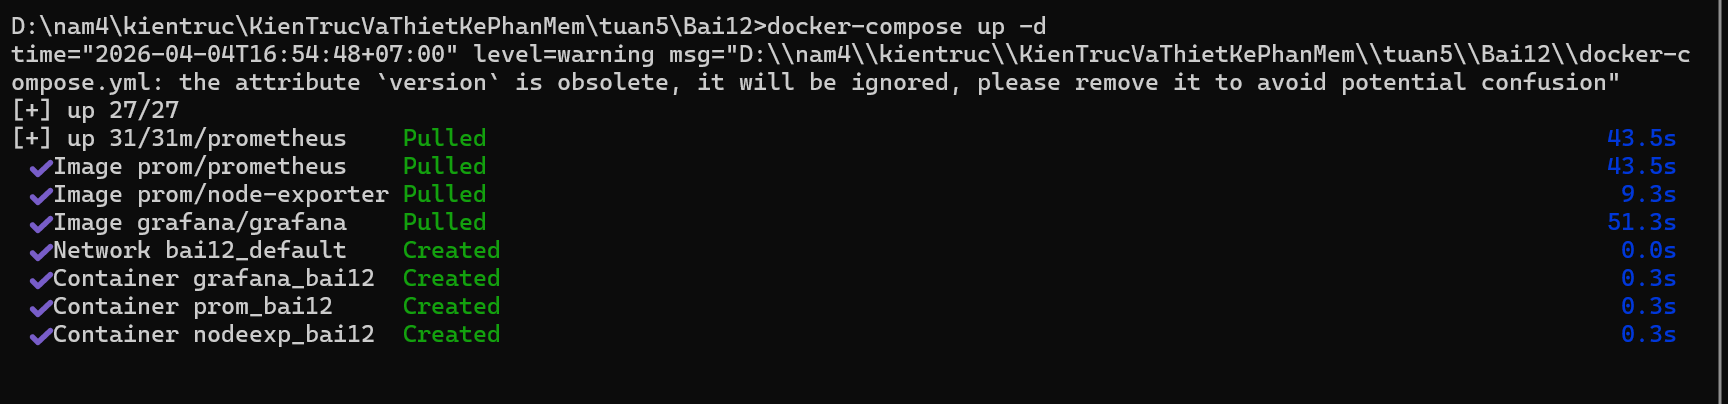 D:\nam4\kientruc\KienTrucVaThietKePhanMem\tuan5\Bai12>docker-compose up -d
time="2026-04-04T16:54:48+07:00" level=warning msg="D:\\nam4\\kientruc\\KienTrucVaThietKePhanMem\\tuan5\\Bai12\\docker-c
ompose.yml: the attribute `version` is obsolete, it will be ignored, please remove it to avoid potential confusion"
[+] up 27/27
[+] up 31/31m/prometheus Pulled 43.5s
✔Image prom/prometheus Pulled 43.5s
✔Image prom/node-exporter Pulled 9.3s
✔Image grafana/grafana Pulled 51.3s
✔Network bai12_default Created 0.0s
✔Container grafana_bai12 Created 0.3s
✔Container prom_bai12 Created 0.3s
✔Container nodeexp_bai12 Created 0.3s